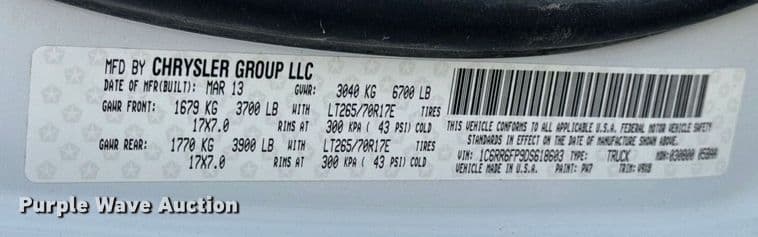 MFD BY CHRYSLER GROUP LLC
DATE OF MFR(BUILT): MAR 13 GVWR: 3040 KG 6700 LB
GAWR FRONT: 1679 KG 3700 LB WITH LT265/70R17E TIRES
17X7.0 RIMS AT 300 KPA ( 43 PSI) COLD
GAWR REAR: 1770 KG 3900 LB WITH LT265/70R17E TIRES
17X7.0 RIMS AT 300 KPA ( 43 PSI) COLD
THIS VEHICLE CONFORMS TO ALL APPLICABLE U.S.A. FEDERAL MOTOR VEHICLE SAFETY
STANDARDS IN EFFECT ON THE DATE OF MANUFACTURE SHOWN ABOVE.
VIN: 1C6RR6FP9DS618603 TYPE: TRUCK MDH:
VEHICLE MADE IN U.S.A. PAINT: PW7 TRIM:
Purple Wave Auction